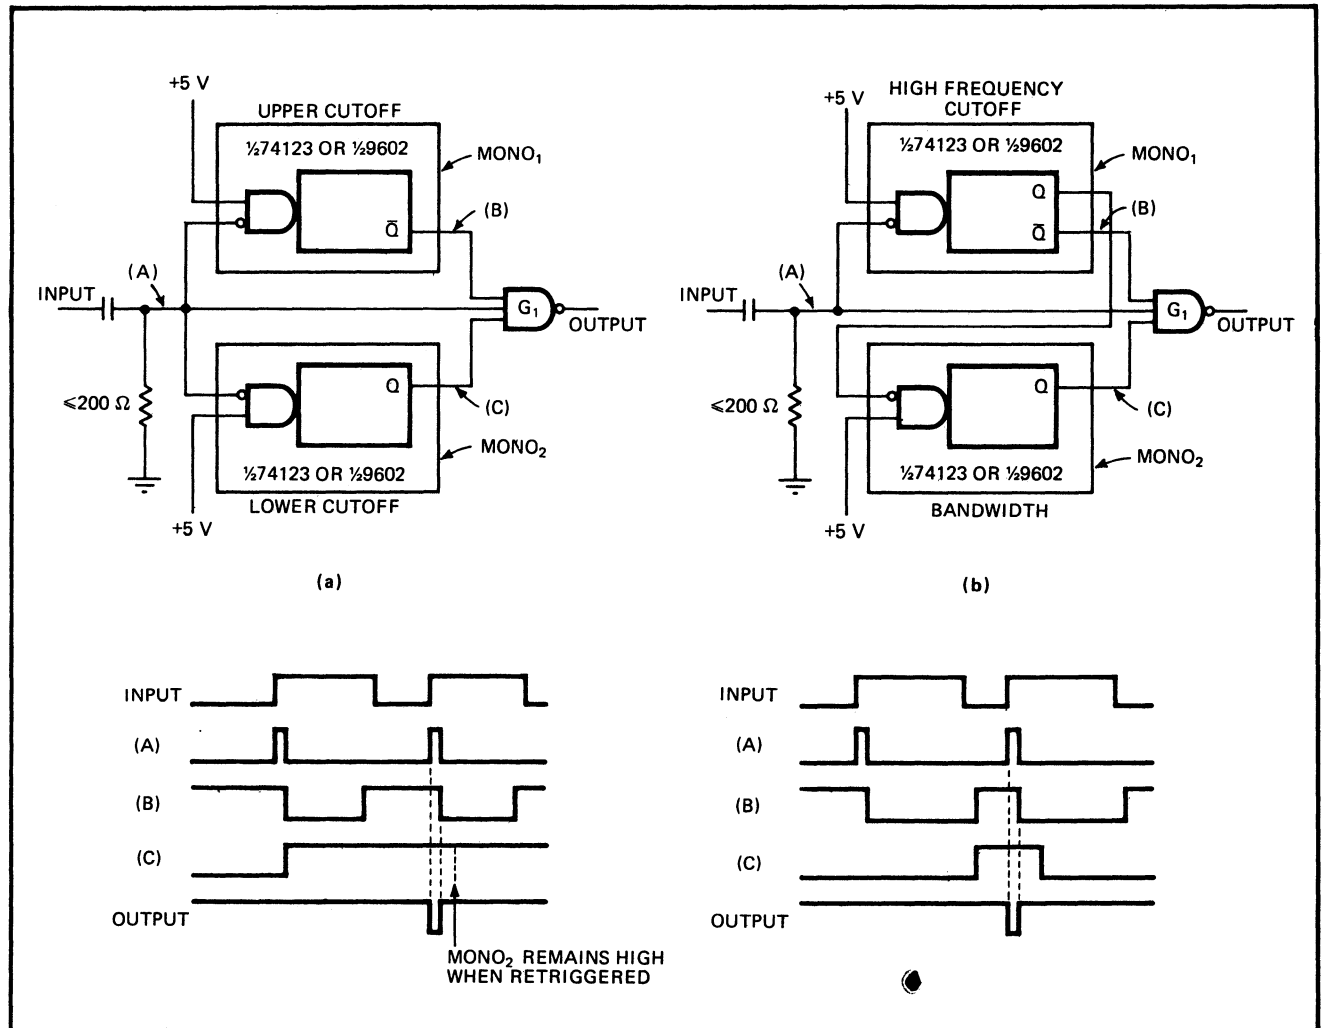 +5 V
UPPER CUTOFF
½74123 OR ½9602
MONO₁
Q̄
(B)
(A)
INPUT
G₁
OUTPUT
≤200 Ω
Q
(C)
MONO₂
½74123 OR ½9602
LOWER CUTOFF
+5 V
(a)
HIGH FREQUENCY
CUTOFF
+5 V
½74123 OR ½9602
MONO₁
Q
(B)
Q̄
(A)
INPUT
G₁
OUTPUT
≤200 Ω
Q
(C)
MONO₂
½74123 OR ½9602
BANDWIDTH
+5 V
(b)
INPUT
(A)
(B)
(C)
OUTPUT
MONO₂ REMAINS HIGH
WHEN RETRIGGERED
INPUT
(A)
(B)
(C)
OUTPUT